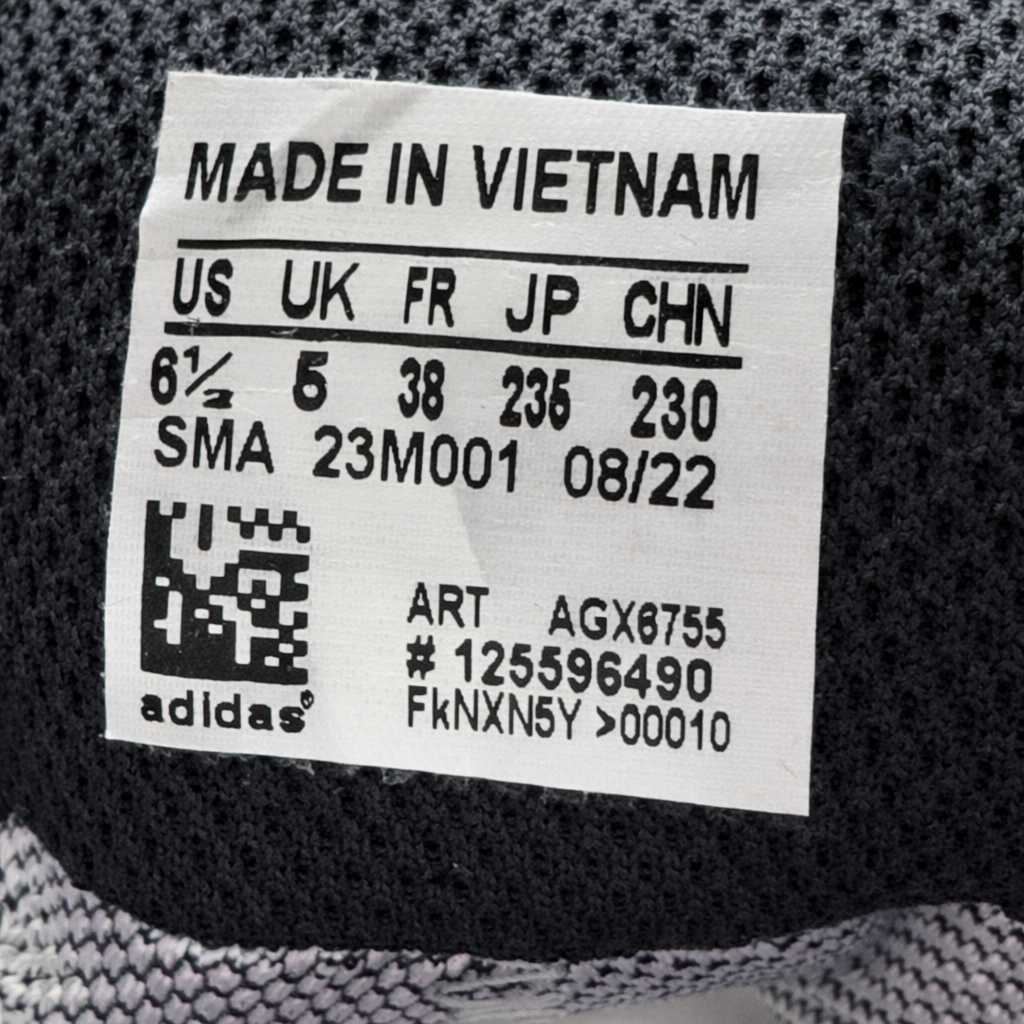 MADE IN VIETNAM
US UK FR JP CHN
6½ 5 38 235 230
SMA 23M001 08/22
ART AGX6755
# 125596490
FkNXN5Y >00010
adidas®